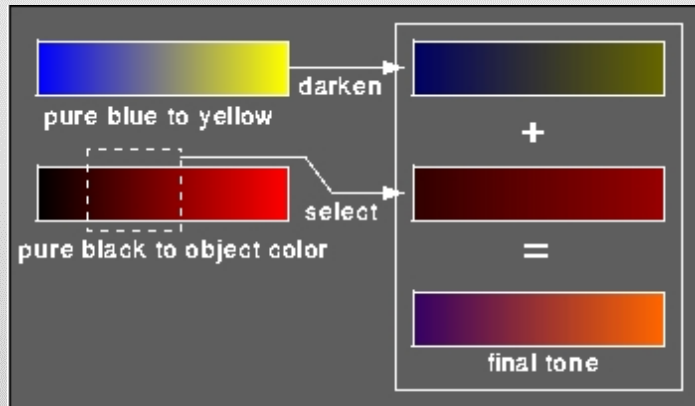 darken
pure blue to yellow
+
select
pure black to object color
=
final tone